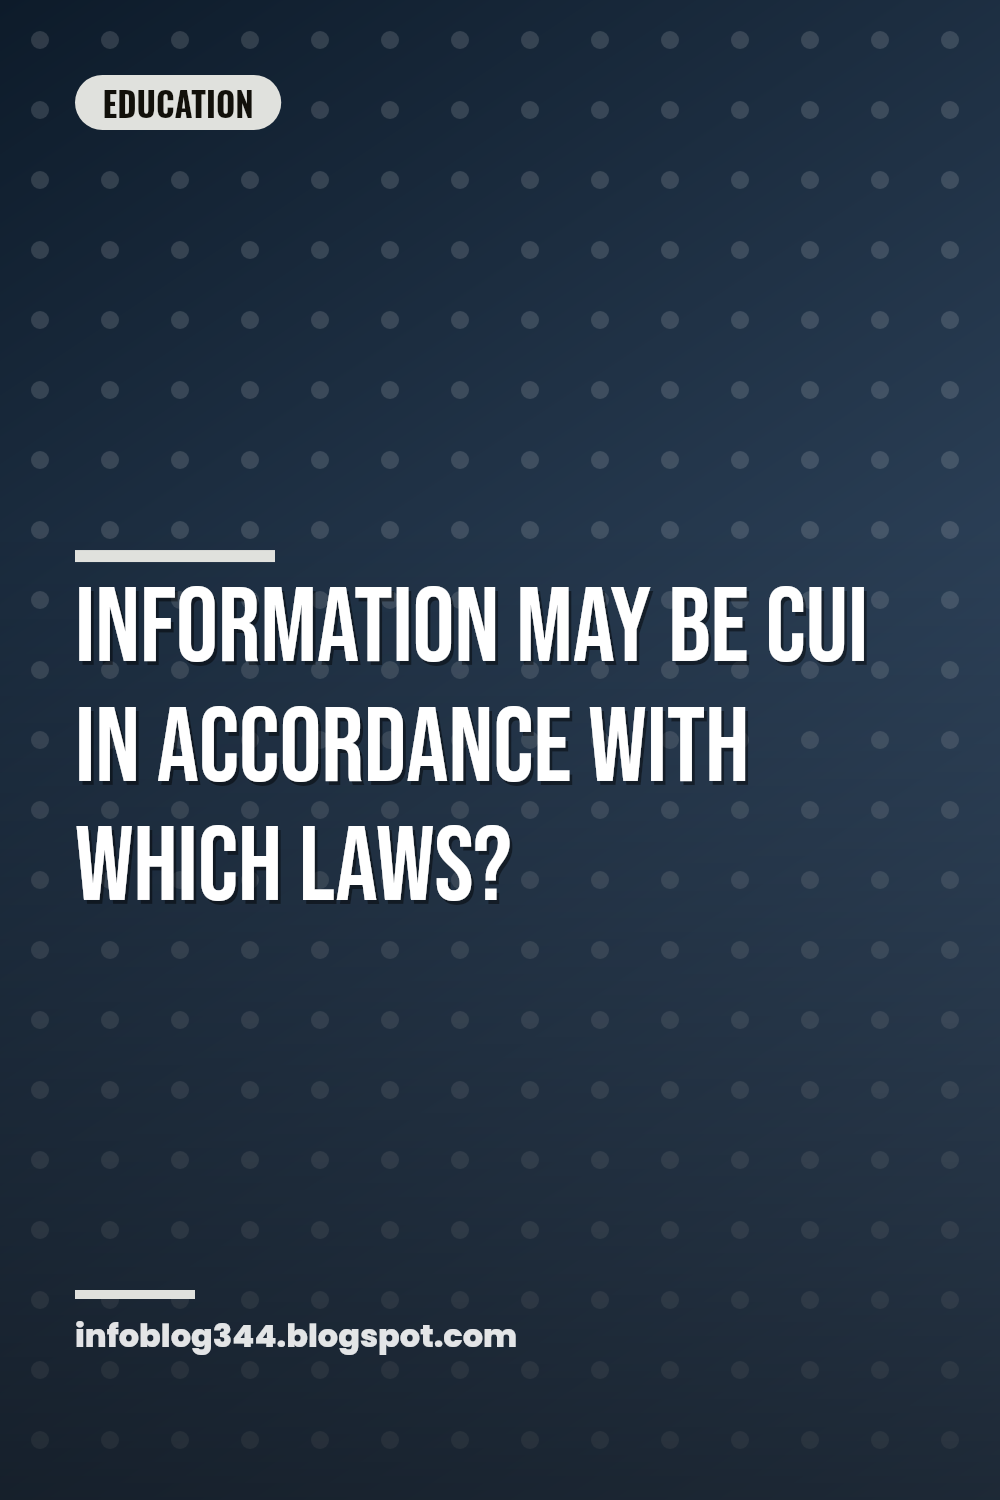 EDUCATION
INFORMATION MAY BE CUI
IN ACCORDANCE WITH
WHICH LAWS?
infoblog344.blogspot.com